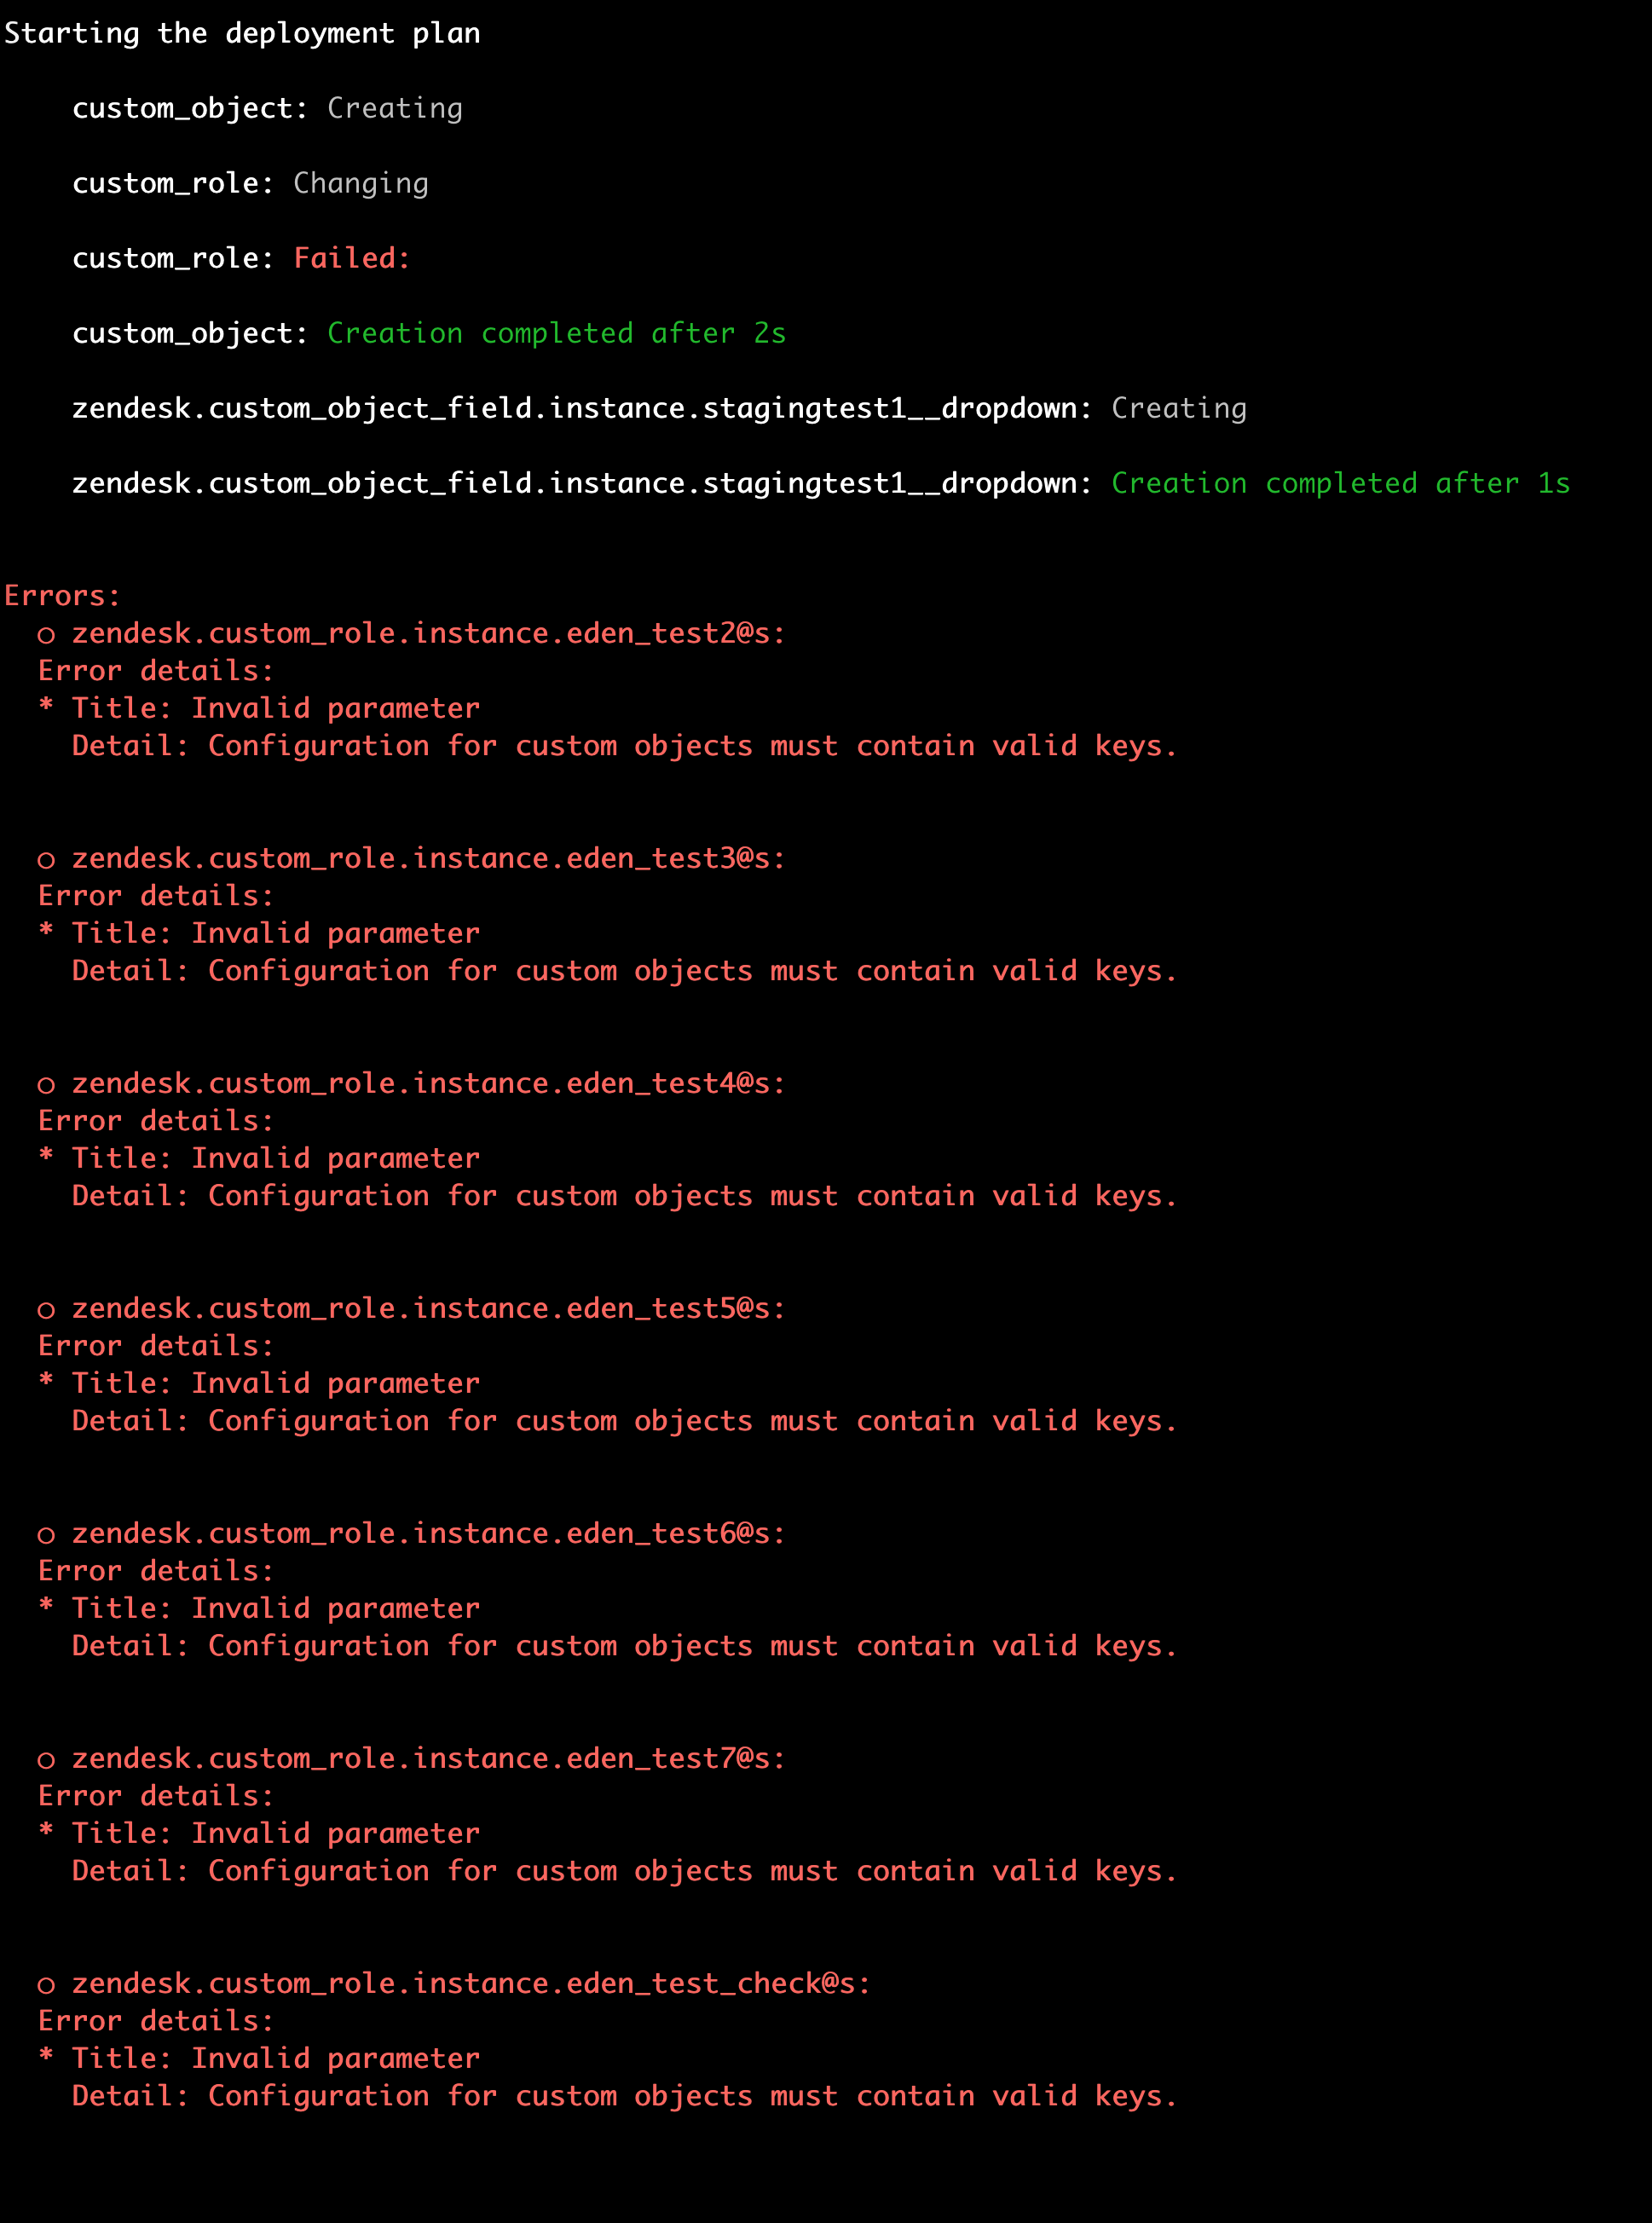 Starting the deployment plan
custom_object: Creating
custom_role: Changing
custom_role: Failed:
custom_object: Creation completed after 2s
zendesk.custom_object_field.instance.stagingtest1__dropdown: Creating
zendesk.custom_object_field.instance.stagingtest1__dropdown: Creation completed after 1s
Errors:
○ zendesk.custom_role.instance.eden_test2@s:
Error details:
* Title: Invalid parameter
Detail: Configuration for custom objects must contain valid keys.
○ zendesk.custom_role.instance.eden_test3@s:
Error details:
* Title: Invalid parameter
Detail: Configuration for custom objects must contain valid keys.
○ zendesk.custom_role.instance.eden_test4@s:
Error details:
* Title: Invalid parameter
Detail: Configuration for custom objects must contain valid keys.
○ zendesk.custom_role.instance.eden_test5@s:
Error details:
* Title: Invalid parameter
Detail: Configuration for custom objects must contain valid keys.
○ zendesk.custom_role.instance.eden_test6@s:
Error details:
* Title: Invalid parameter
Detail: Configuration for custom objects must contain valid keys.
○ zendesk.custom_role.instance.eden_test7@s:
Error details:
* Title: Invalid parameter
Detail: Configuration for custom objects must contain valid keys.
○ zendesk.custom_role.instance.eden_test_check@s:
Error details:
* Title: Invalid parameter
Detail: Configuration for custom objects must contain valid keys.